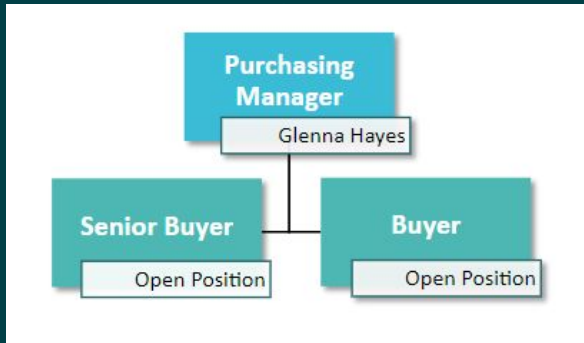 Purchasing
Manager
Glenna Hayes
Senior Buyer
Open Position
Buyer
Open Position